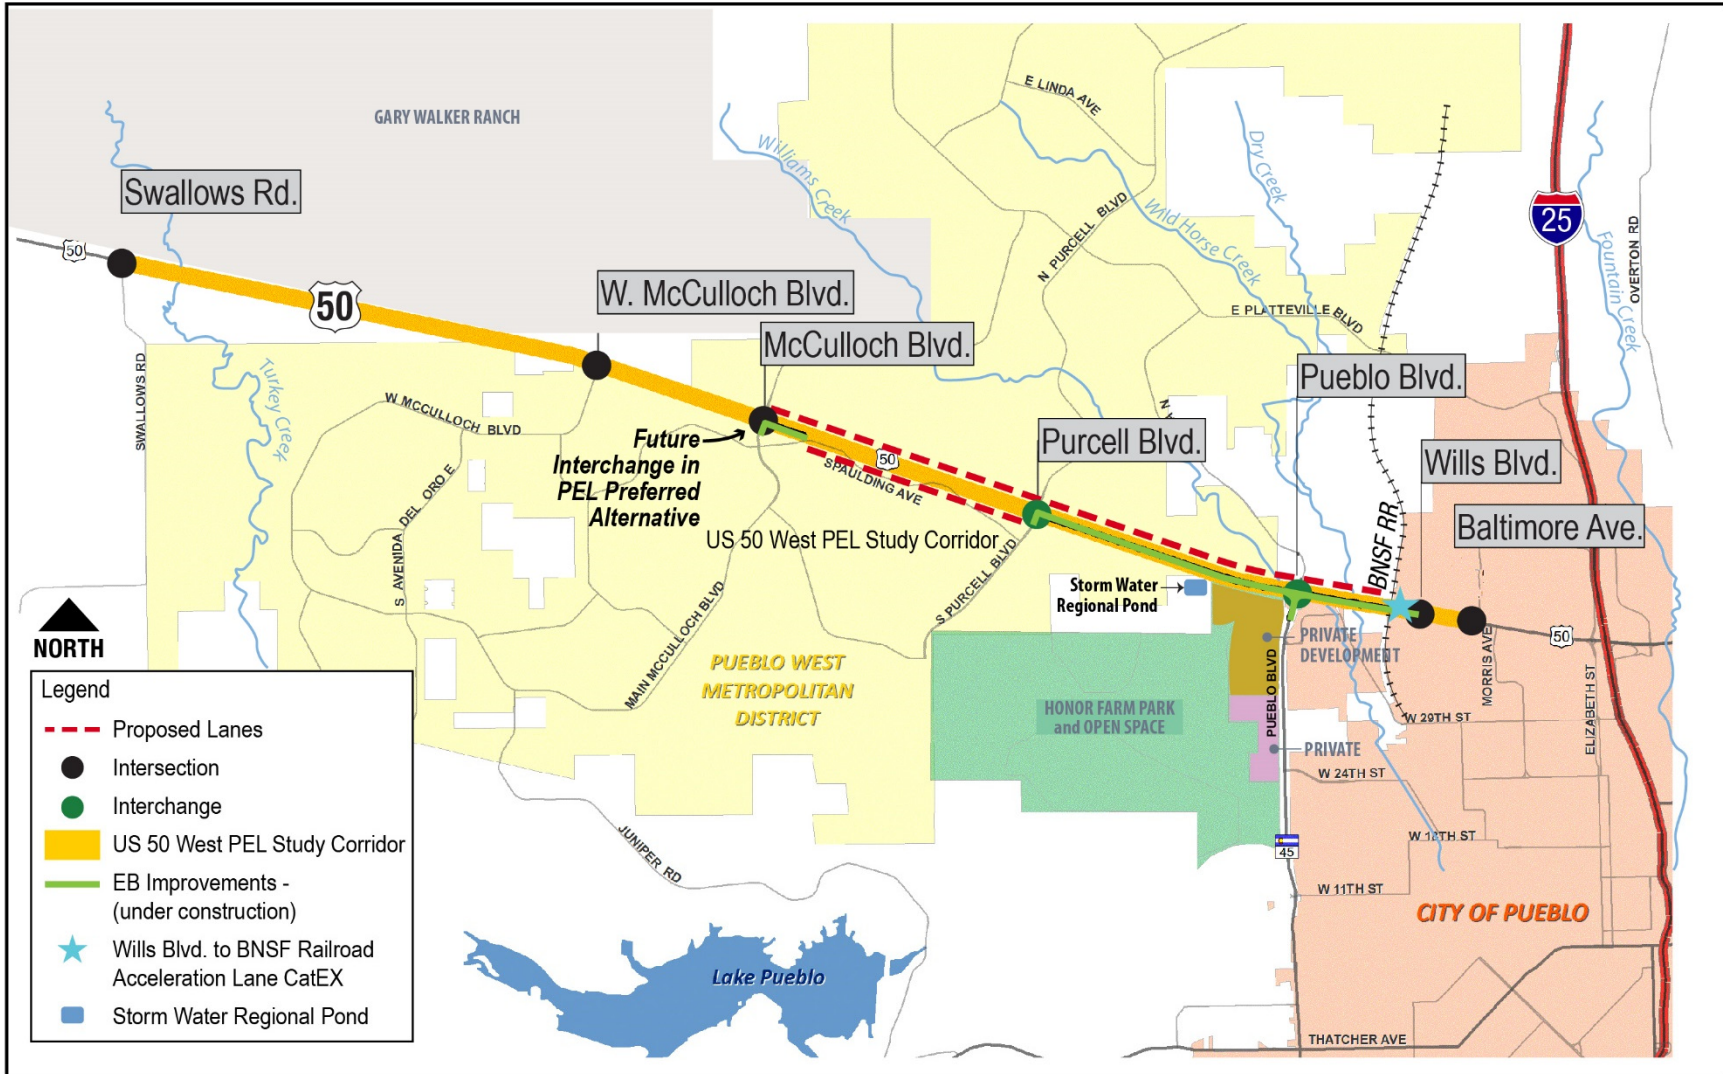 GARY WALKER RANCH
E LINDA AVE
Williams Creek
Dry Creek
Swallows Rd.
N PURCELL BLVD
Wild Horse Creek
25
Fountain Creek
OVERTON RD
50
50
W. McCulloch Blvd.
McCulloch Blvd.
E PLATTEVILLE BLVD
SWALLOWS RD
Turkey Creek
W MCCULLOCH BLVD
Pueblo Blvd.
Purcell Blvd.
Future
Interchange in
PEL Preferred
Alternative
50
SPAULDING AVE
Wills Blvd.
S AVENIDA DEL ORO E
US 50 West PEL Study Corridor
BNSF RR
Baltimore Ave.
Storm Water
Regional Pond
MAIN MCCULLOCH BLVD
S PURCELL BLVD
50
NORTH
PRIVATE
DEVELOPMENT
MORRIS AVE
ELIZABETH ST
PUEBLO BLVD
PUEBLO WEST
METROPOLITAN
DISTRICT
HONOR FARM PARK
and OPEN SPACE
W 29TH ST
PRIVATE
W 24TH ST
JUNIPER RD
45
W 18TH ST
W 11TH ST
CITY OF PUEBLO
Lake Pueblo
THATCHER AVE
Legend
Proposed Lanes
Intersection
Interchange
US 50 West PEL Study Corridor
EB Improvements -
(under construction)
Wills Blvd. to BNSF Railroad
Acceleration Lane CatEX
Storm Water Regional Pond